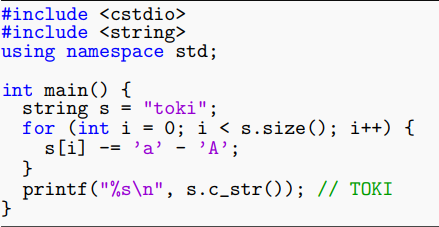 #include <cstdio>
#include <string>
using namespace std;

int main() {
  string s = "toki";
  for (int i = 0; i < s.size(); i++) {
    s[i] -= ’a’ - ’A’;
  }
  printf("%s\n", s.c_str()); // TOKI
}